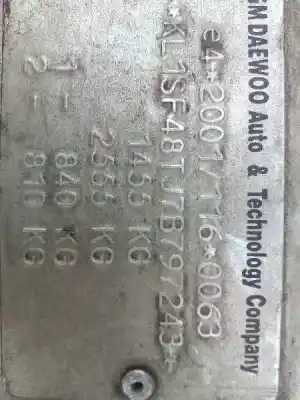 GM DAEWOO Auto & Technology Company
e4*2001/116*0063
*KL1SF48TJ7B797243*
1455 KG
2565 KG
1- 840 KG
2- 810 KG